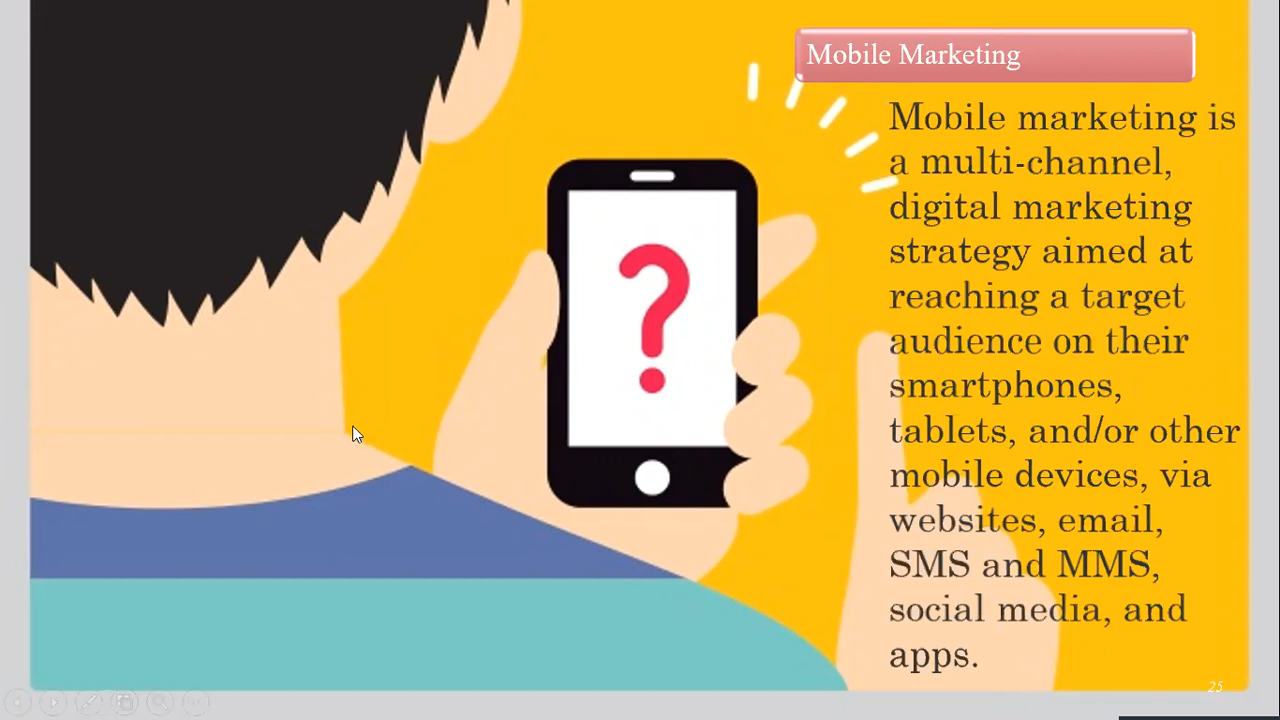 Mobile Marketing
Mobile marketing is
a multi-channel,
digital marketing
strategy aimed at
reaching a target
audience on their
smartphones,
tablets, and/or other
mobile devices, via
websites, email,
SMS and MMS,
social media, and
apps.
?
25